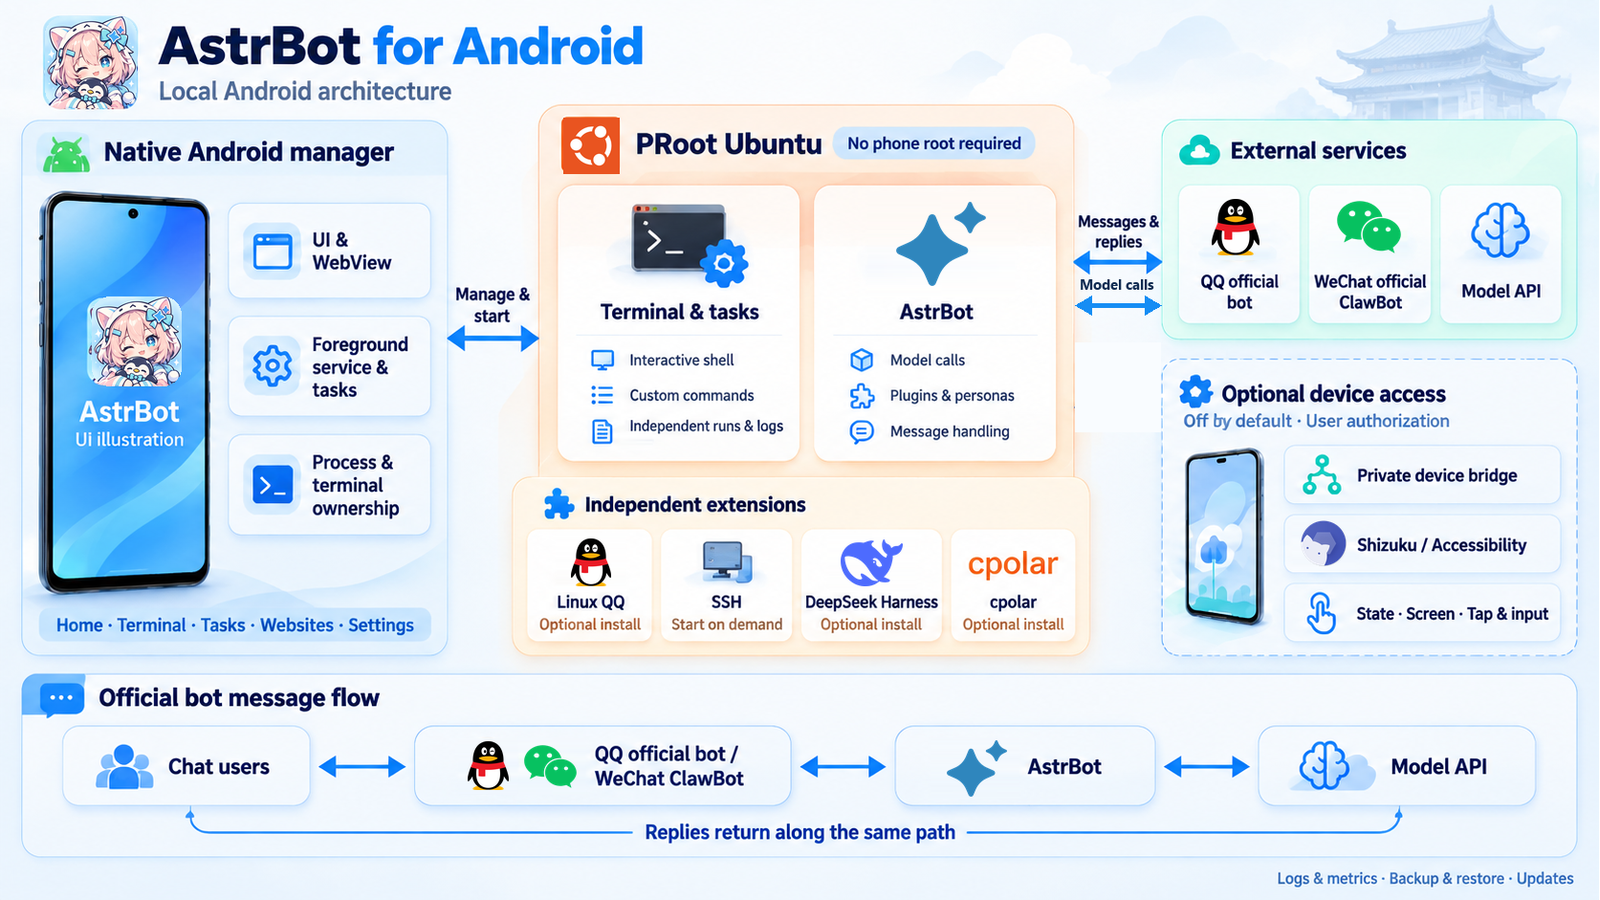 AstrBot for Android
Local Android architecture
Native Android manager
AstrBot
Ui illustration
UI &
WebView
Foreground
service &
tasks
Process &
terminal
ownership
Home · Terminal · Tasks · Websites · Settings
Manage &
start
PRoot Ubuntu
No phone root required
Terminal & tasks
Interactive shell
Custom commands
Independent runs & logs
AstrBot
Model calls
Plugins & personas
Message handling
Independent extensions
Linux QQ
Optional install
SSH
Start on demand
DeepSeek Harness
Optional install
cpolar
cpolar
Optional install
Messages &
replies
Model calls
External services
QQ official
bot
WeChat official
ClawBot
Model API
Optional device access
Off by default · User authorization
Private device bridge
Shizuku / Accessibility
State · Screen · Tap & input
Official bot message flow
Chat users
QQ official bot /
WeChat ClawBot
AstrBot
Model API
Replies return along the same path
Logs & metrics · Backup & restore · Updates